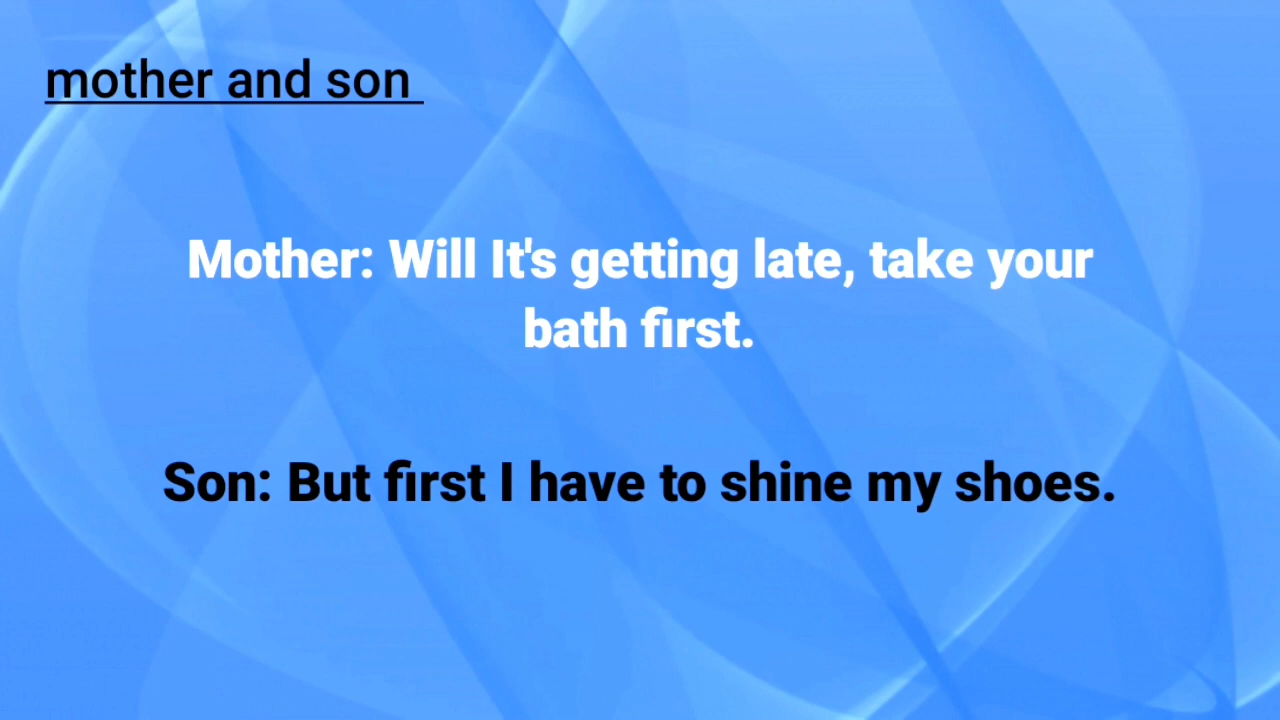 mother and son
Mother: Will It's getting late, take your
bath first.
Son: But first I have to shine my shoes.